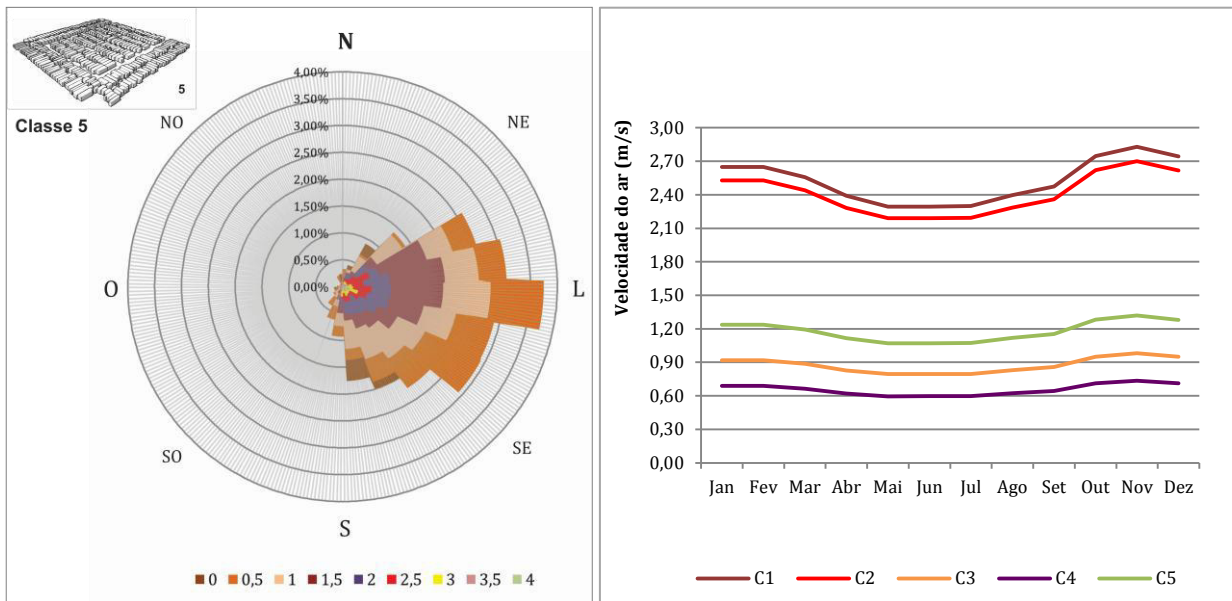 5
Classe 5
N
NO
NE
O
L
SO
SE
S
4,00%
3,50%
3,00%
2,50%
2,00%
1,50%
1,00%
0,50%
0,00%
0 0,5 1 1,5 2 2,5 3 3,5 4
Velocidade do ar (m/s)
3,00
2,70
2,40
2,10
1,80
1,50
1,20
0,90
0,60
0,30
0,00
Jan Fev Mar Abr Mai Jun Jul Ago Set Out Nov Dez
C1 C2 C3 C4 C5